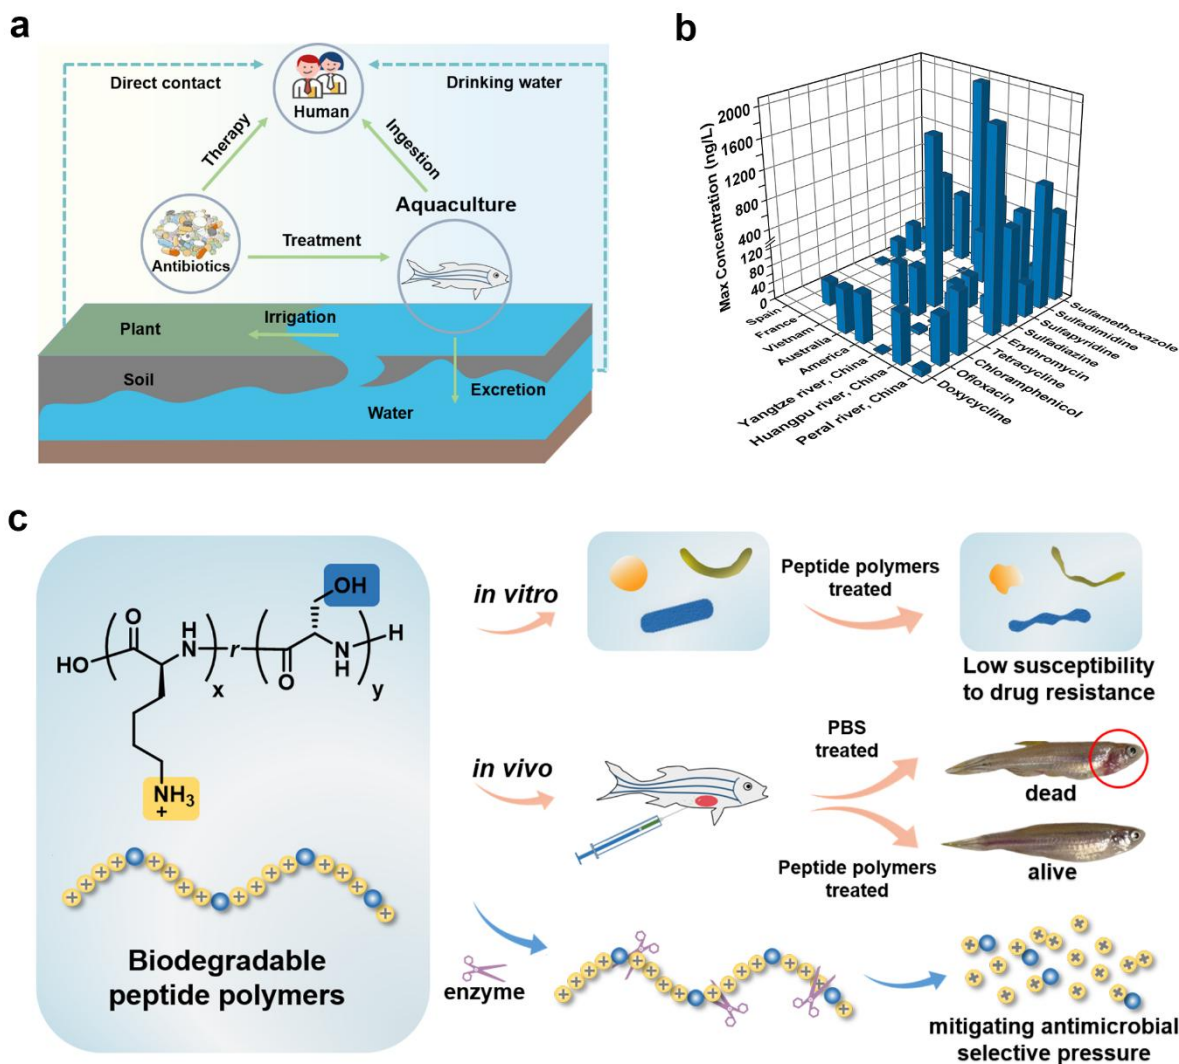 a
Direct contact
Human
Drinking water
Therapy
Ingestion
Aquaculture
Antibiotics
Treatment
Plant
Irrigation
Soil
Water
Excretion
b
Max Concentration (ng/L)
2000
1600
1200
800
400
120
80
40
0
Spain
France
Vietnam
Australia
America
Yangtze river, China
Huangpu river, China
Peral river, China
Sulfamethoxazole
Sulfadimidine
Sulfapyridine
Sulfadiazine
Erythromycin
Tetracycline
Chloramphenicol
Ofloxacin
Doxycycline
c
OH
O
H
N
HO
r
H
x
O
N
H
y
NH3
+
Biodegradable
peptide polymers
in vitro
Peptide polymers
treated
Low susceptibility
to drug resistance
in vivo
PBS
treated
dead
Peptide polymers
treated
alive
enzyme
mitigating antimicrobial
selective pressure